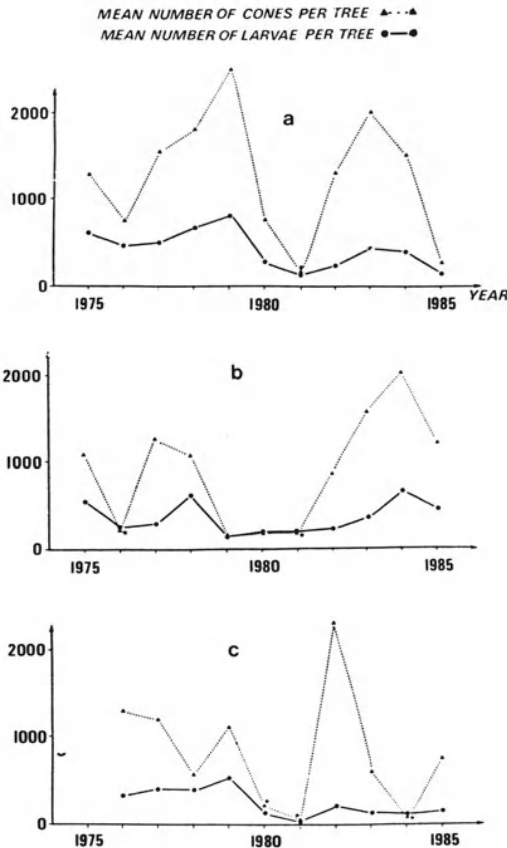 MEAN NUMBER OF CONES PER TREE
MEAN NUMBER OF LARVAE PER TREE
a
2000
1000
0
1975 1980 1985 YEAR
b
2000
1000
0
1975 1980 1985
c
2000
1000
0
1975 1980 1985